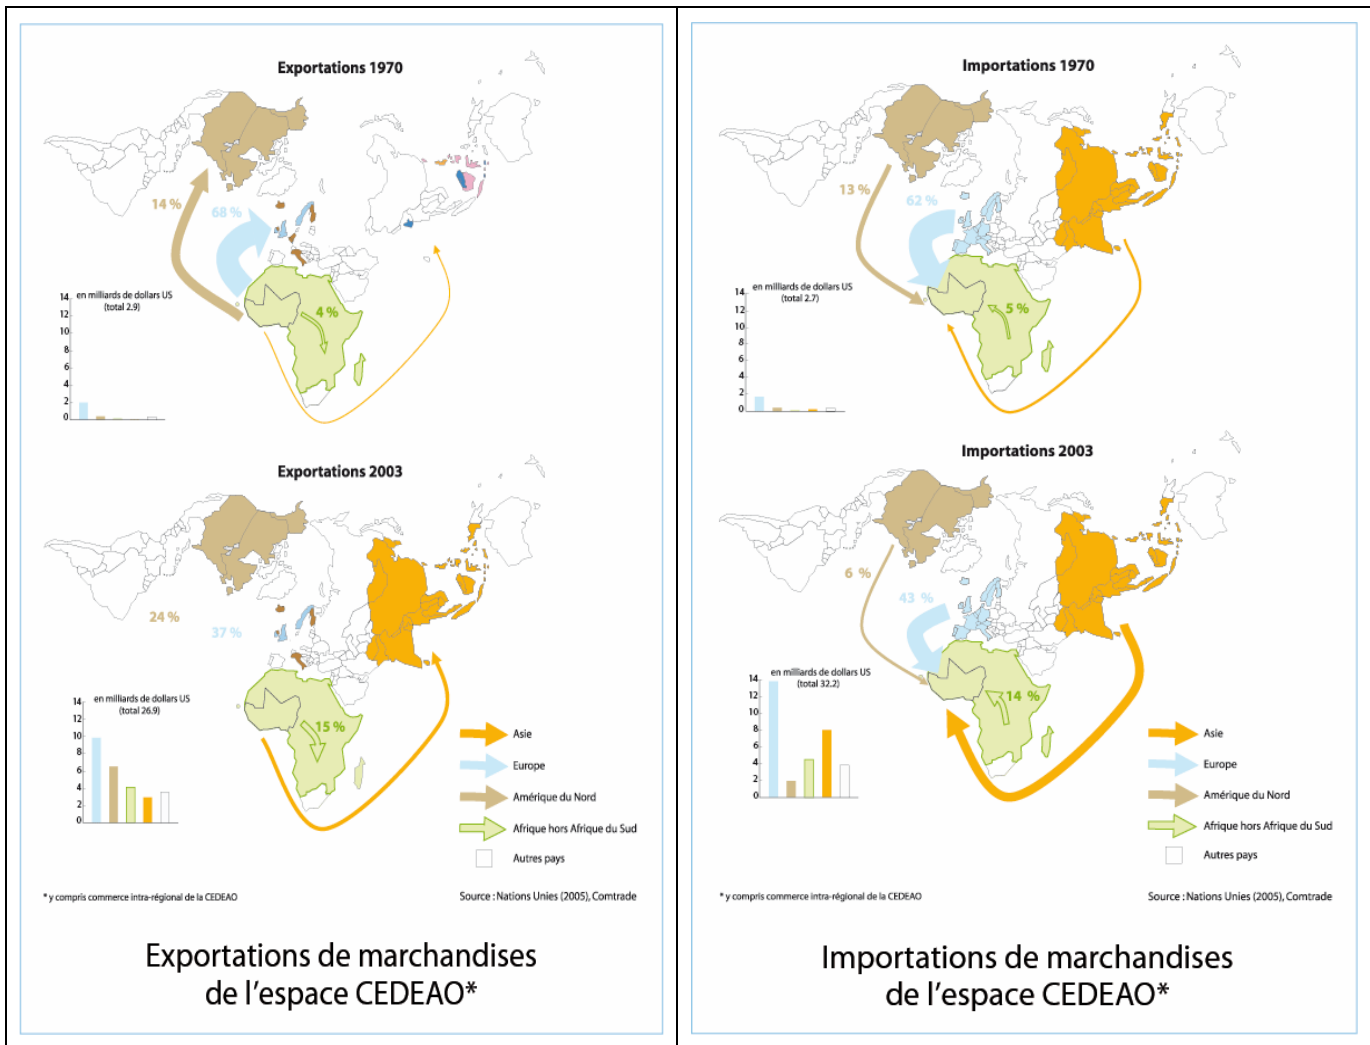 Exportations 1970
14 %
68 %
4 %
en milliards de dollars US
(total 2.9)
14
12
10
8
6
4
2
0
Exportations 2003
24 %
37 %
15 %
en milliards de dollars US
(total 26.9)
14
12
10
8
6
4
2
0
Asie
Europe
Amérique du Nord
Afrique hors Afrique du Sud
Autres pays
* y compris commerce intra-régional de la CEDEAO
Source : Nations Unies (2005), Comtrade
Exportations de marchandises
de l'espace CEDEAO*
Importations 1970
13 %
62 %
5 %
en milliards de dollars US
(total 2.7)
14
12
10
8
6
4
2
0
Importations 2003
6 %
43 %
14 %
en milliards de dollars US
(total 32.2)
14
12
10
8
6
4
2
0
Asie
Europe
Amérique du Nord
Afrique hors Afrique du Sud
Autres pays
* y compris commerce intra-régional de la CEDEAO
Source : Nations Unies (2005), Comtrade
Importations de marchandises
de l'espace CEDEAO*